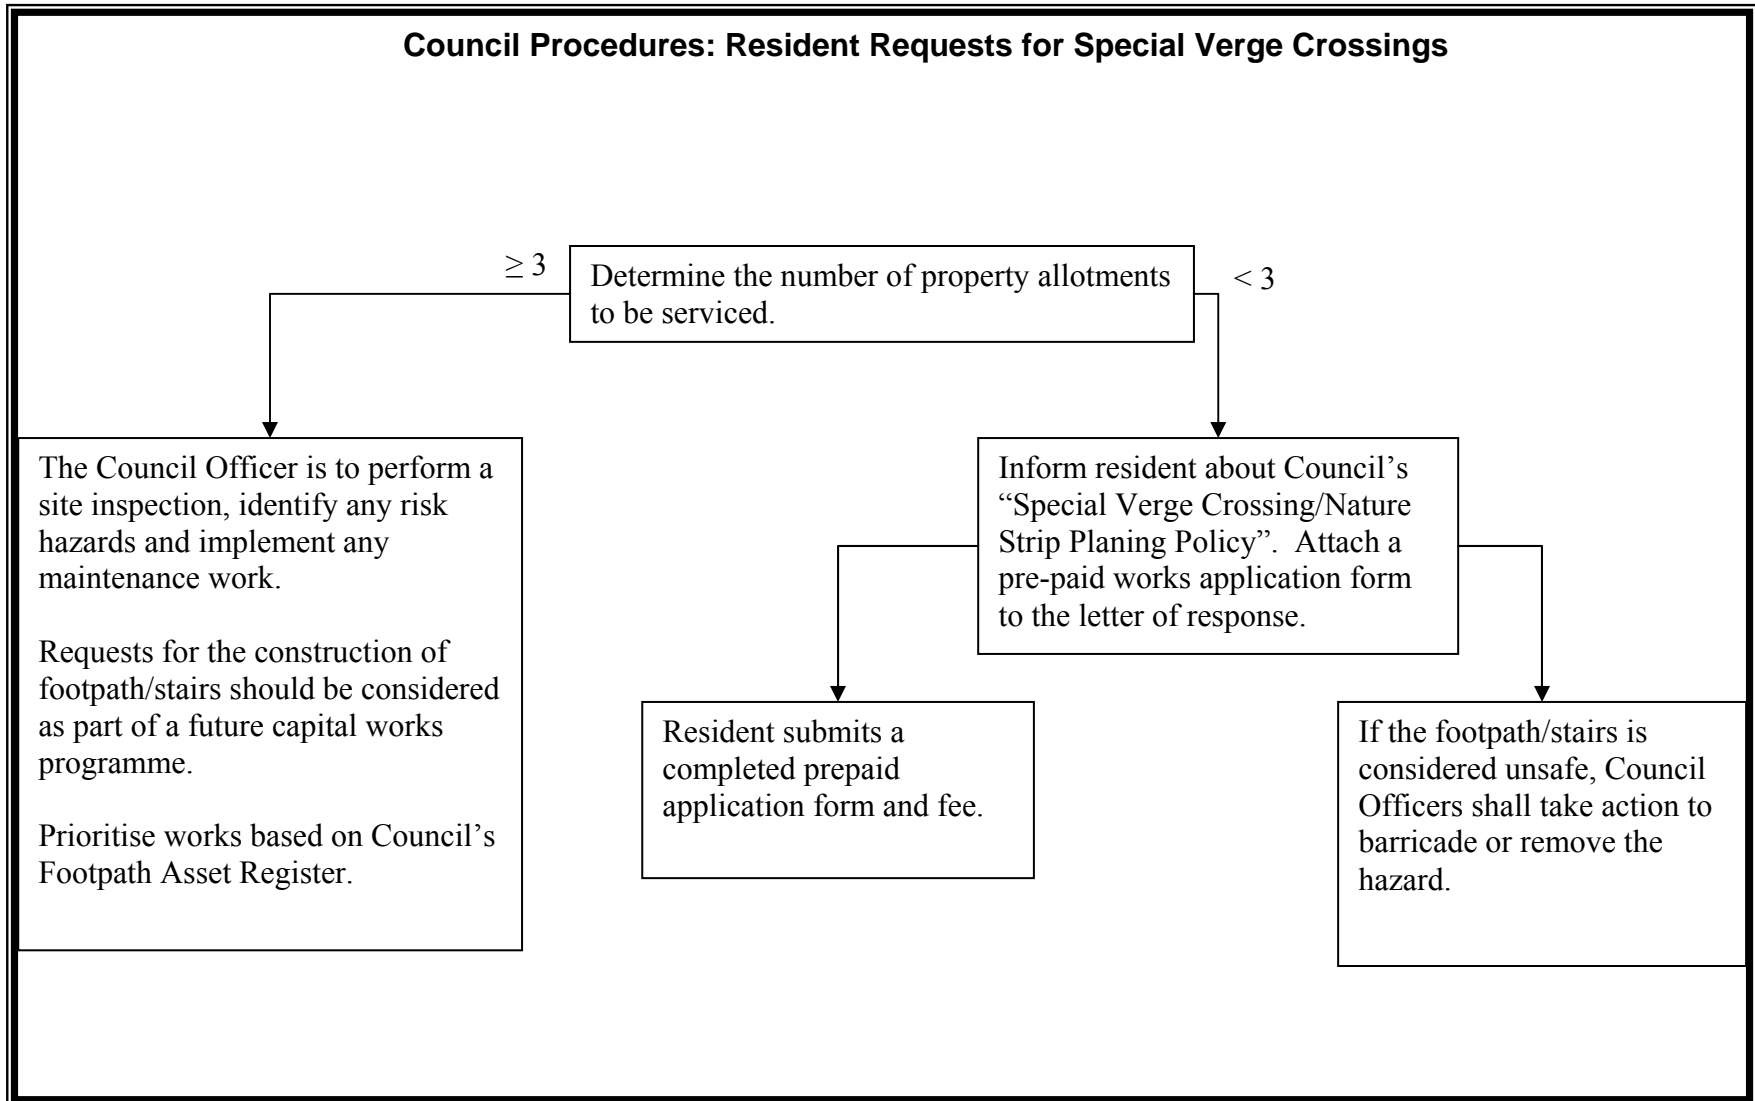 Council Procedures: Resident Requests for Special Verge Crossings
≥ 3
Determine the number of property allotments
to be serviced.
< 3
The Council Officer is to perform a
site inspection, identify any risk
hazards and implement any
maintenance work.
Requests for the construction of
footpath/stairs should be considered
as part of a future capital works
programme.
Prioritise works based on Council’s
Footpath Asset Register.
Inform resident about Council’s
“Special Verge Crossing/Nature
Strip Planing Policy”.  Attach a
pre-paid works application form
to the letter of response.
Resident submits a
completed prepaid
application form and fee.
If the footpath/stairs is
considered unsafe, Council
Officers shall take action to
barricade or remove the
hazard.